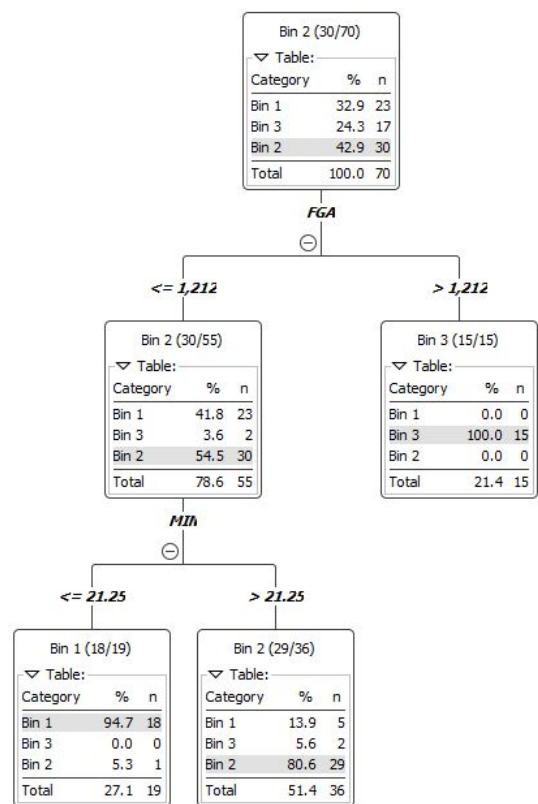 Bin 2 (30/70)
Table:
Category % n
Bin 1 32.9 23
Bin 3 24.3 17
Bin 2 42.9 30
Total 100.0 70
FGA
<= 1,212
> 1,212
Bin 2 (30/55)
Table:
Category % n
Bin 1 41.8 23
Bin 3 3.6 2
Bin 2 54.5 30
Total 78.6 55
Bin 3 (15/15)
Table:
Category % n
Bin 1 0.0 0
Bin 3 100.0 15
Bin 2 0.0 0
Total 21.4 15
MIN
<= 21.25
> 21.25
Bin 1 (18/19)
Table:
Category % n
Bin 1 94.7 18
Bin 3 0.0 0
Bin 2 5.3 1
Total 27.1 19
Bin 2 (29/36)
Table:
Category % n
Bin 1 13.9 5
Bin 3 5.6 2
Bin 2 80.6 29
Total 51.4 36